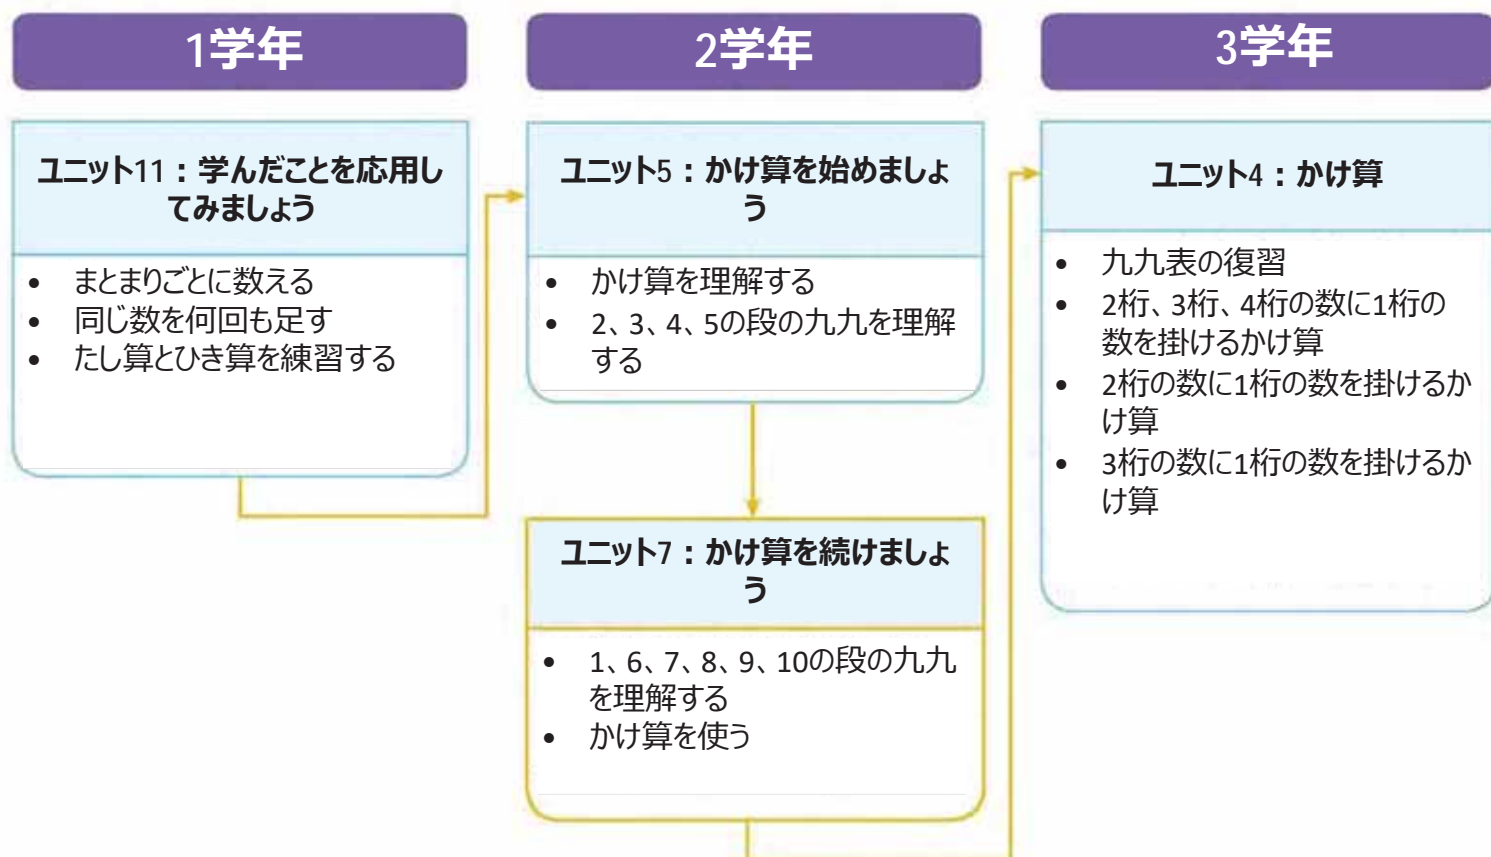 1学年
ユニット11：学んだことを応用し
てみましょう
• まとまりごとに数える
• 同じ数を何回も足す
• たし算とひき算を練習する
2学年
ユニット5：かけ算を始めましょ
う
• かけ算を理解する
• 2、3、4、5の段の九九を理解
する
ユニット7：かけ算を続けましょ
う
• 1、6、7、8、9、10の段の九九
を理解する
• かけ算を使う
3学年
ユニット4：かけ算
• 九九表の復習
• 2桁、3桁、4桁の数に1桁の
数を掛けるかけ算
• 2桁の数に1桁の数を掛けるか
け算
• 3桁の数に1桁の数を掛けるか
け算